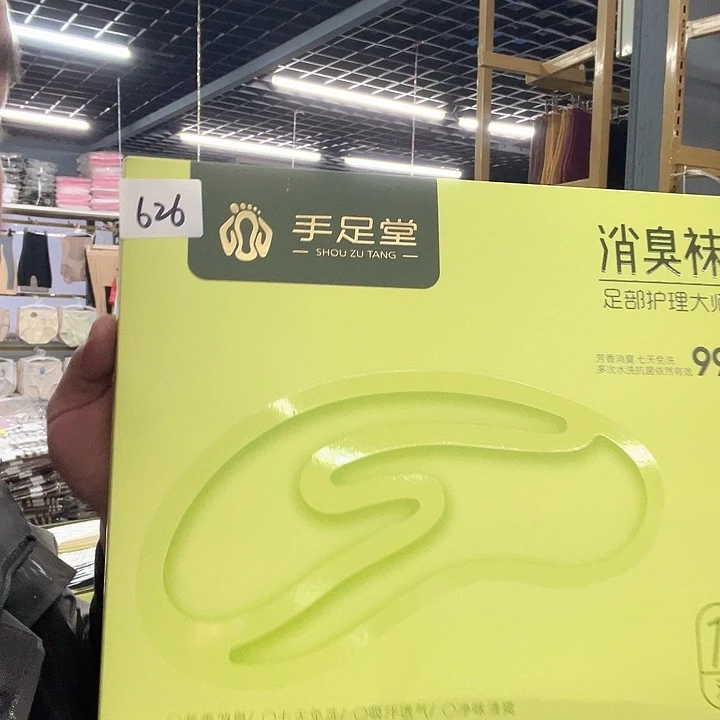 626
手足堂
SHOU ZU TANG
消臭袜
足部护理大师
芳香消臭 七天免洗
多次水洗抗菌依然有效
99